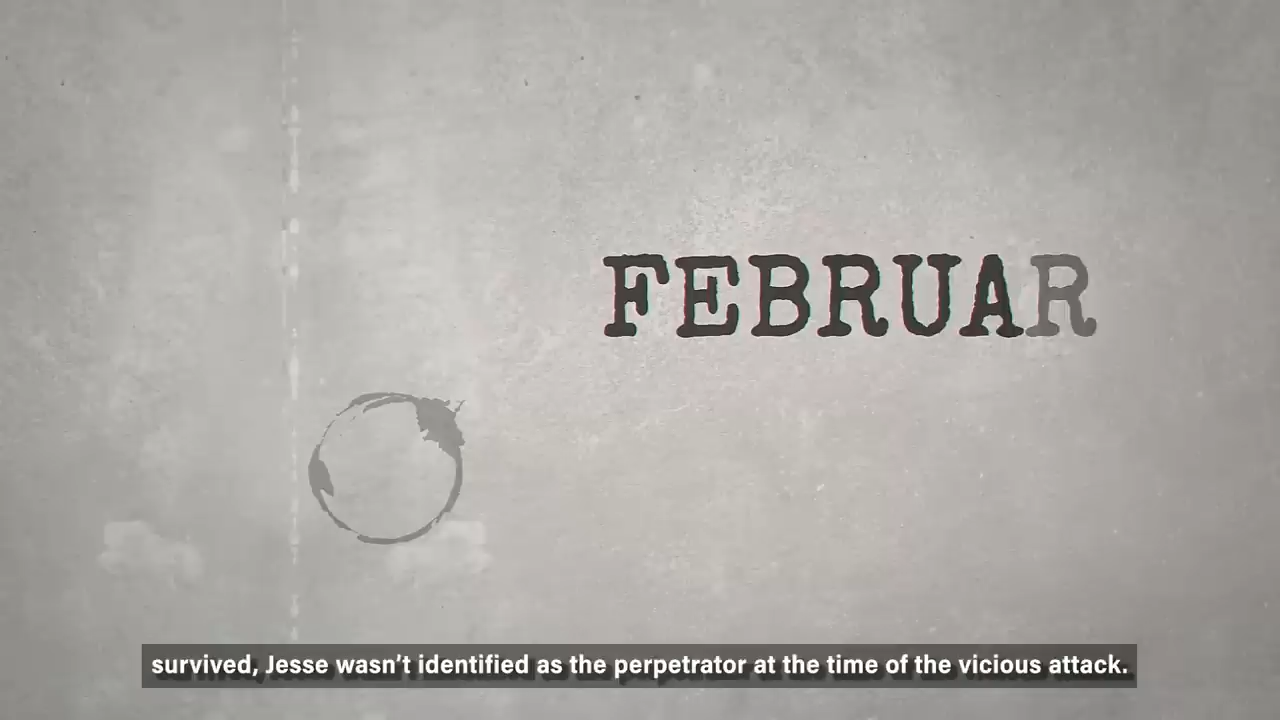 FEBRUAR
survived, Jesse wasn't identified as the perpetrator at the time of the vicious attack.